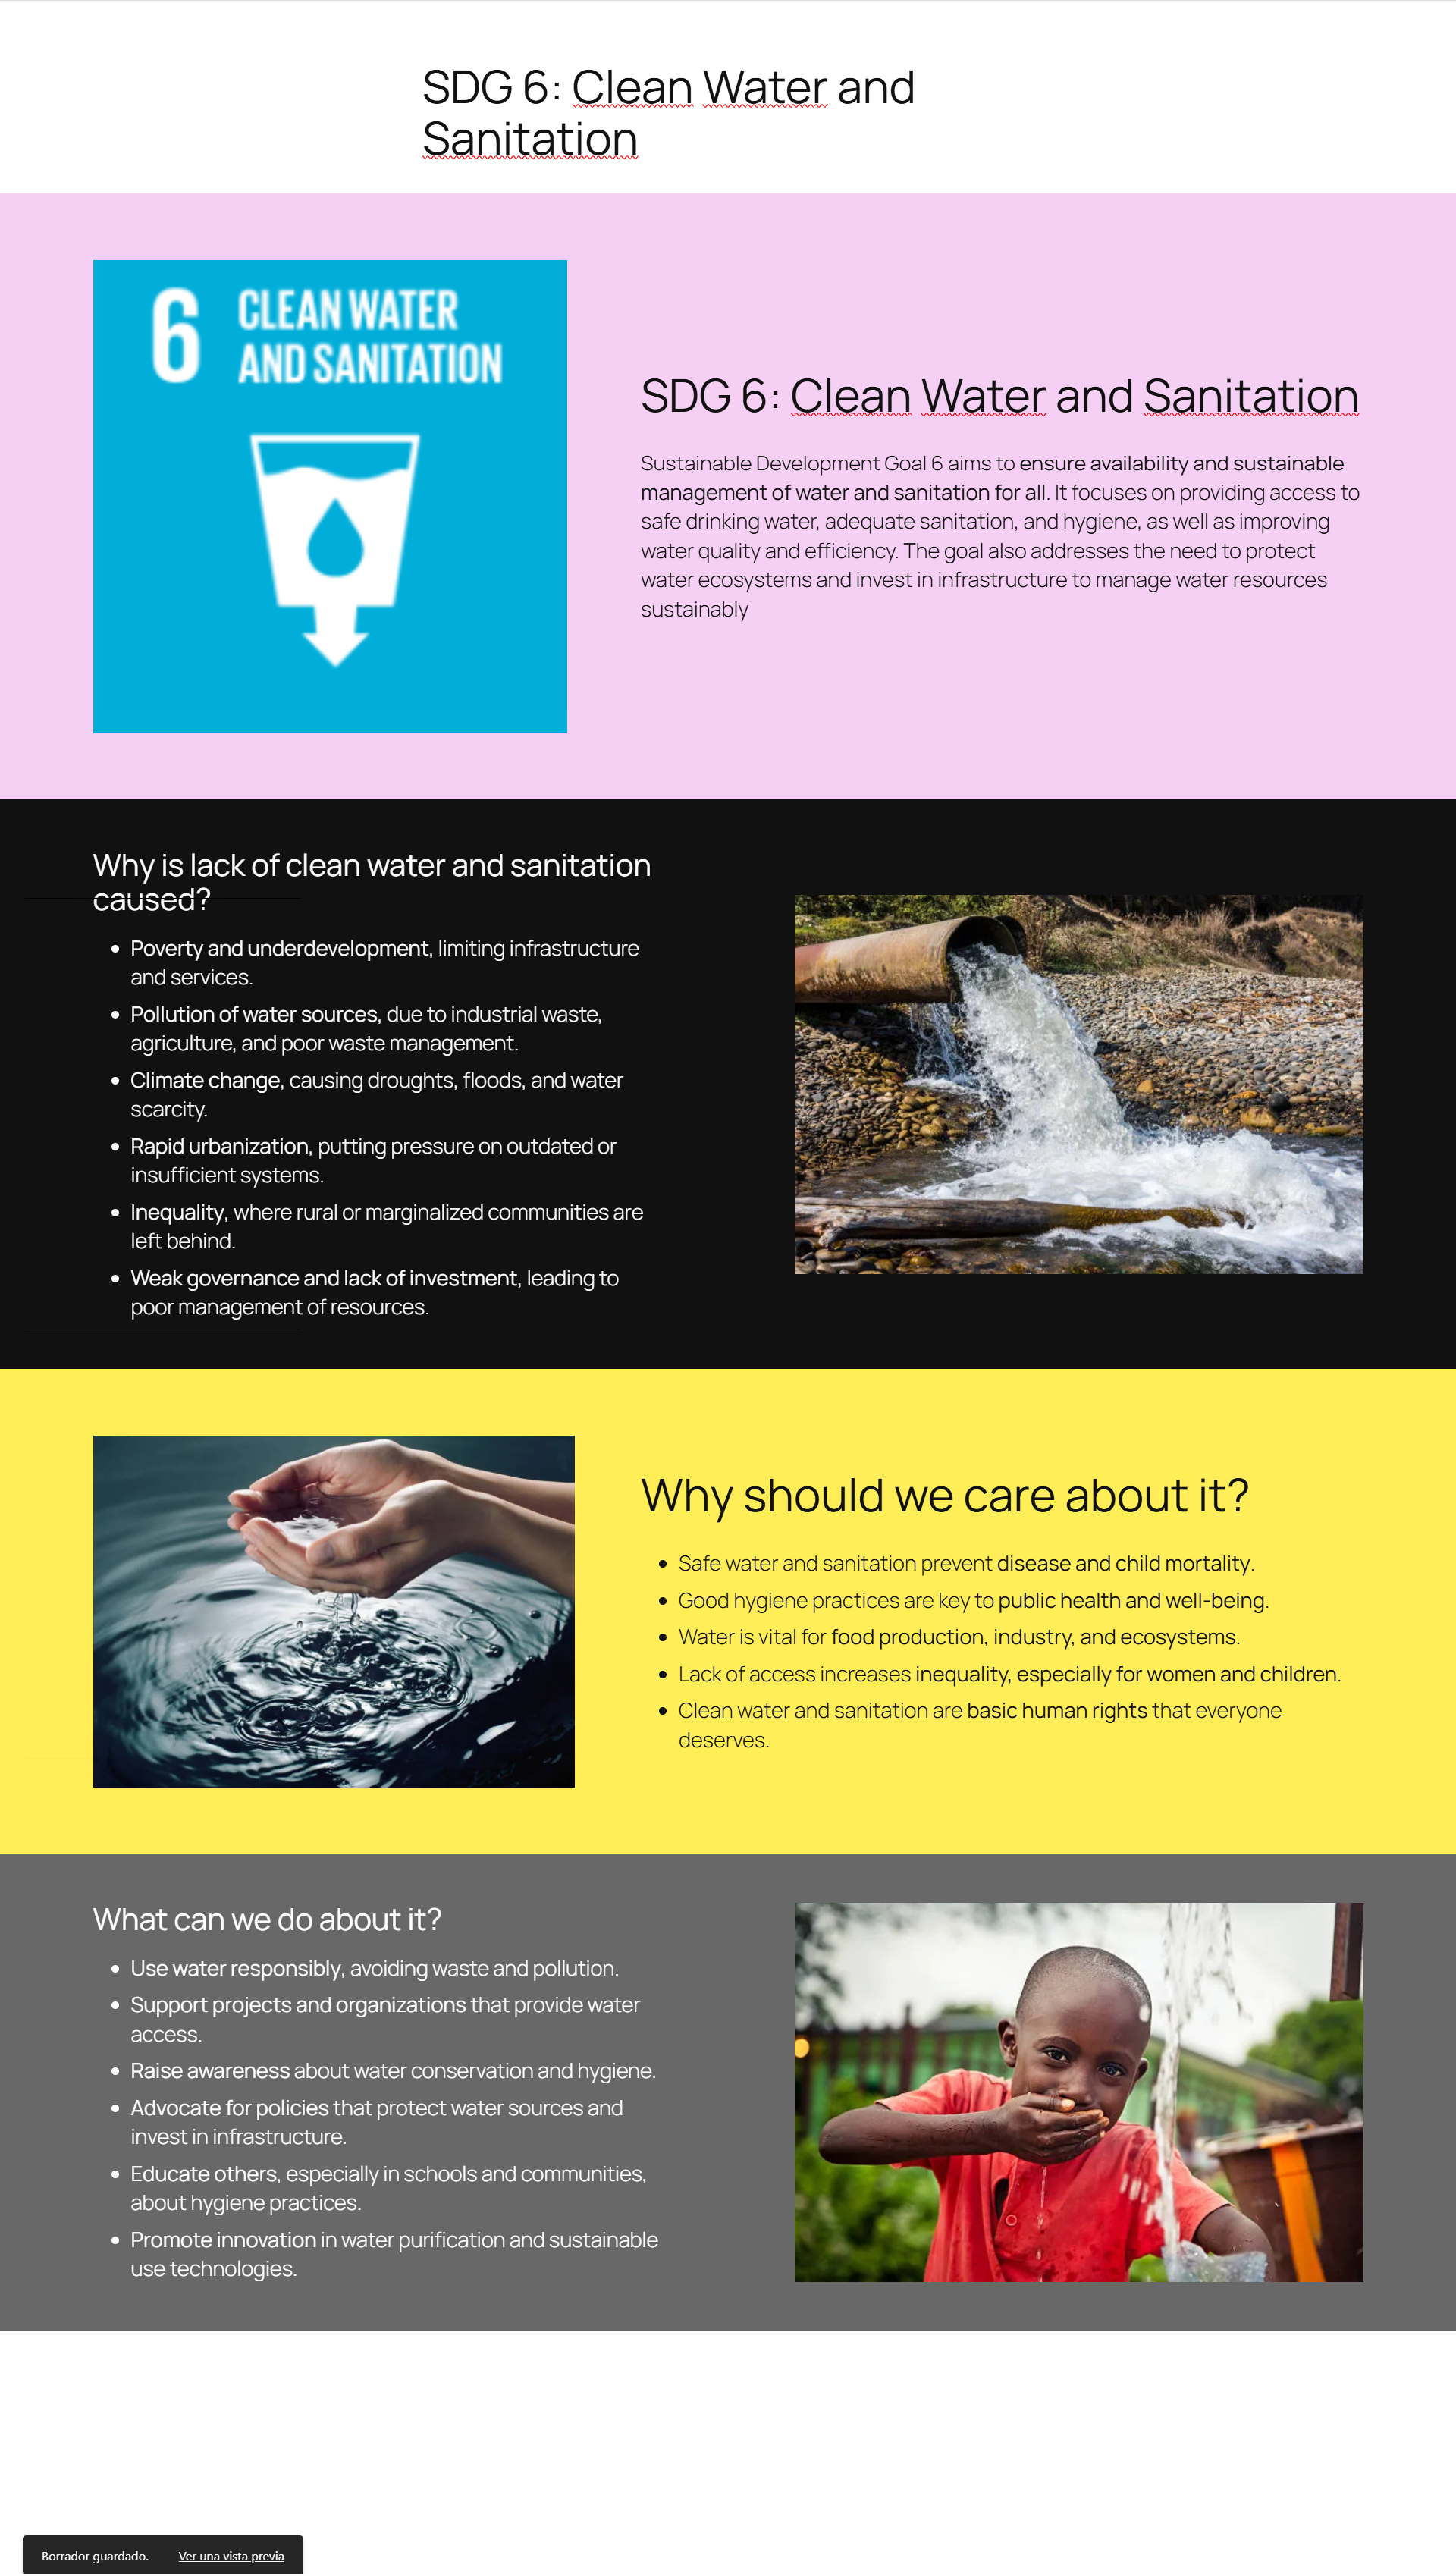 SDG 6: Clean Water and
Sanitation
6 CLEAN WATER
AND SANITATION
SDG 6: Clean Water and Sanitation
Sustainable Development Goal 6 aims to ensure availability and sustainable
management of water and sanitation for all. It focuses on providing access to
safe drinking water, adequate sanitation, and hygiene, as well as improving
water quality and efficiency. The goal also addresses the need to protect
water ecosystems and invest in infrastructure to manage water resources
sustainably
Why is lack of clean water and sanitation
caused?
• Poverty and underdevelopment, limiting infrastructure
and services.
• Pollution of water sources, due to industrial waste,
agriculture, and poor waste management.
• Climate change, causing droughts, floods, and water
scarcity.
• Rapid urbanization, putting pressure on outdated or
insufficient systems.
• Inequality, where rural or marginalized communities are
left behind.
• Weak governance and lack of investment, leading to
poor management of resources.
Why should we care about it?
• Safe water and sanitation prevent disease and child mortality.
• Good hygiene practices are key to public health and well-being.
• Water is vital for food production, industry, and ecosystems.
• Lack of access increases inequality, especially for women and children.
• Clean water and sanitation are basic human rights that everyone
deserves.
What can we do about it?
• Use water responsibly, avoiding waste and pollution.
• Support projects and organizations that provide water
access.
• Raise awareness about water conservation and hygiene.
• Advocate for policies that protect water sources and
invest in infrastructure.
• Educate others, especially in schools and communities,
about hygiene practices.
• Promote innovation in water purification and sustainable
use technologies.
Borrador guardado. Ver una vista previa